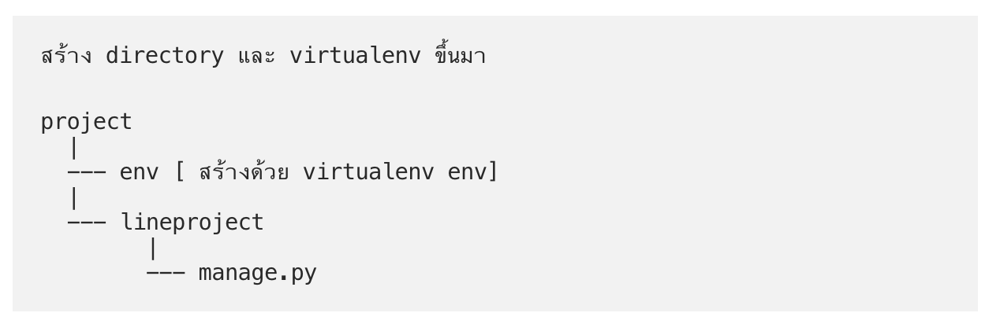 สร้าง directory และ virtualenv ขึ้นมา
project
|
--- env [ สร้างด้วย virtualenv env]
|
--- lineproject
|
--- manage.py